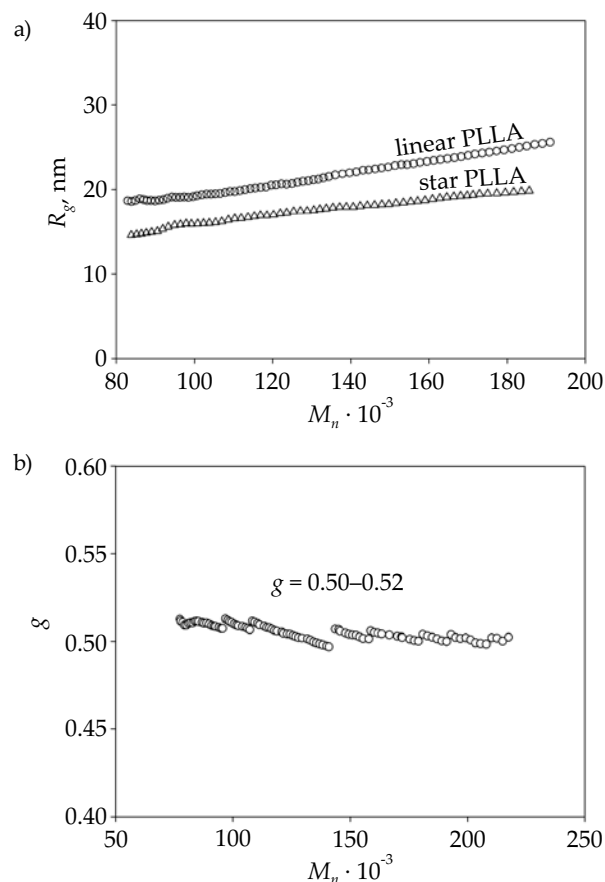 a)
40
30
20
10
0
R_g, nm
linear PLLA
star PLLA
80 100 120 140 160 180 200
M_n · 10^-3
b)
0.60
0.55
0.50
0.45
0.40
g
g = 0.50–0.52
50 100 150 200 250
M_n · 10^-3